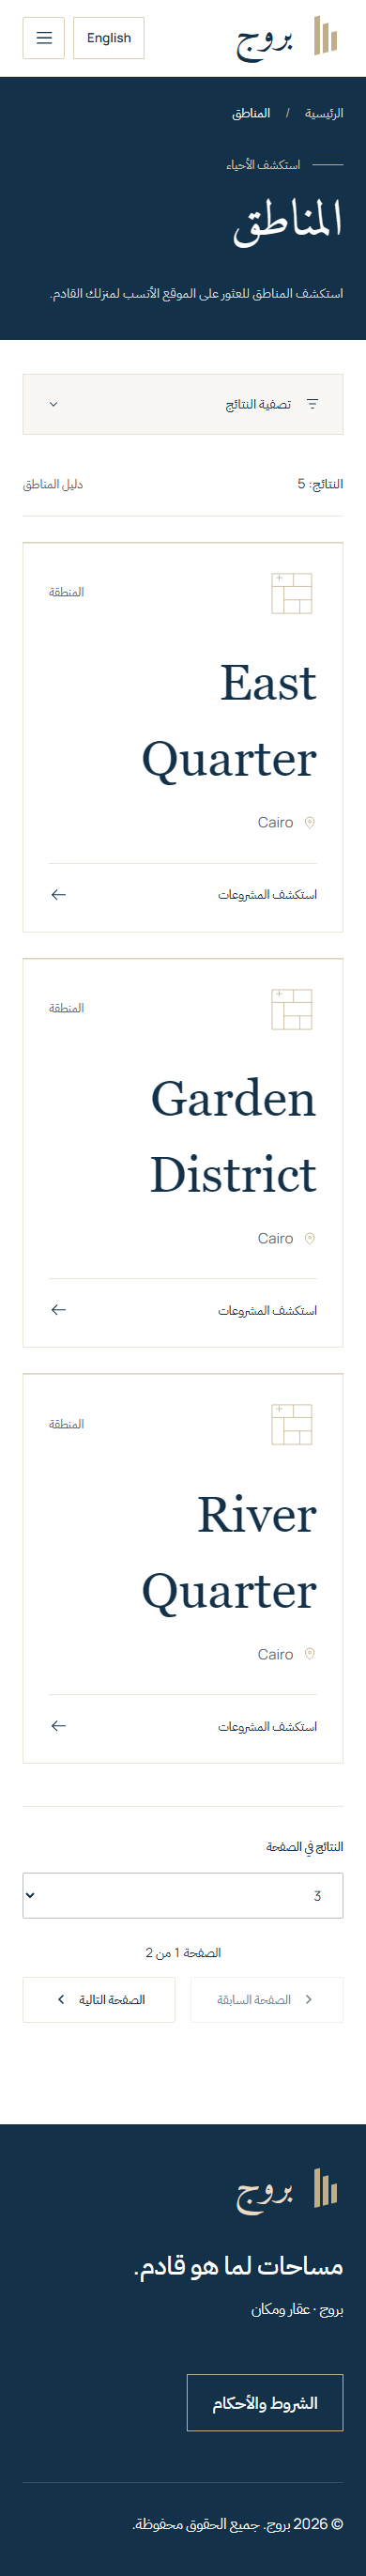 بروج
English
الرئيسية / المناطق
استكشف الأحياء
المناطق
استكشف المناطق للعثور على الموقع الأنسب لمنزلك القادم.
تصفية النتائج
النتائج: 5
دليل المناطق
المنطقة
East
Quarter
Cairo
استكشف المشروعات
المنطقة
Garden
District
Cairo
استكشف المشروعات
المنطقة
River
Quarter
Cairo
استكشف المشروعات
النتائج في الصفحة
3
الصفحة 1 من 2
الصفحة السابقة
الصفحة التالية
بروج
مساحات لما هو قادم.
بروج · عقار ومكان
الشروط والأحكام
© 2026 بروج. جميع الحقوق محفوظة.